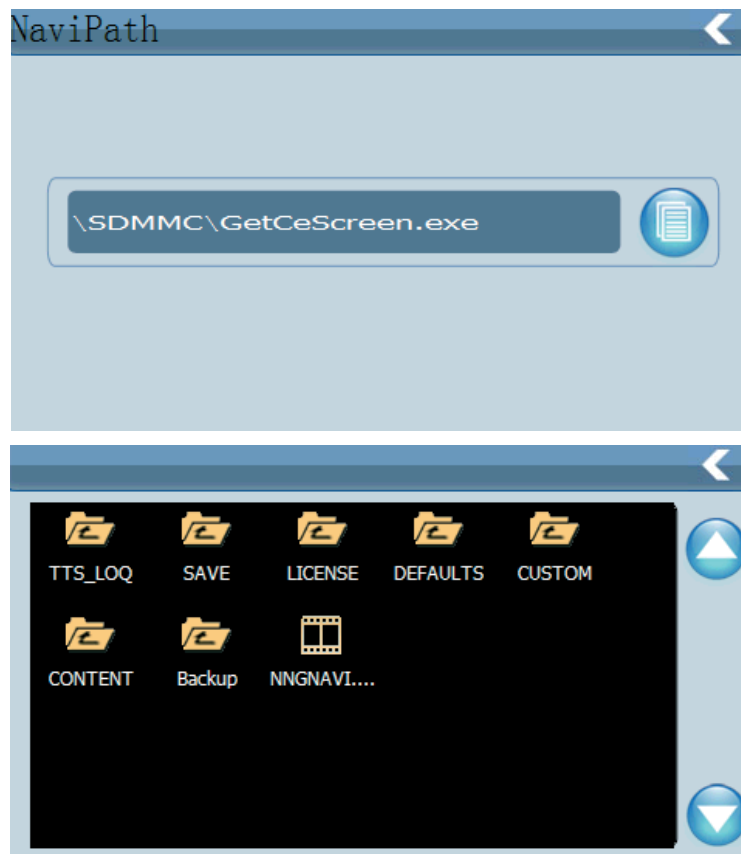 NaviPath
\SDMMC\GetCeScreen.exe
TTS_LOQ SAVE LICENSE DEFAULTS CUSTOM
CONTENT Backup NNGNAVI....